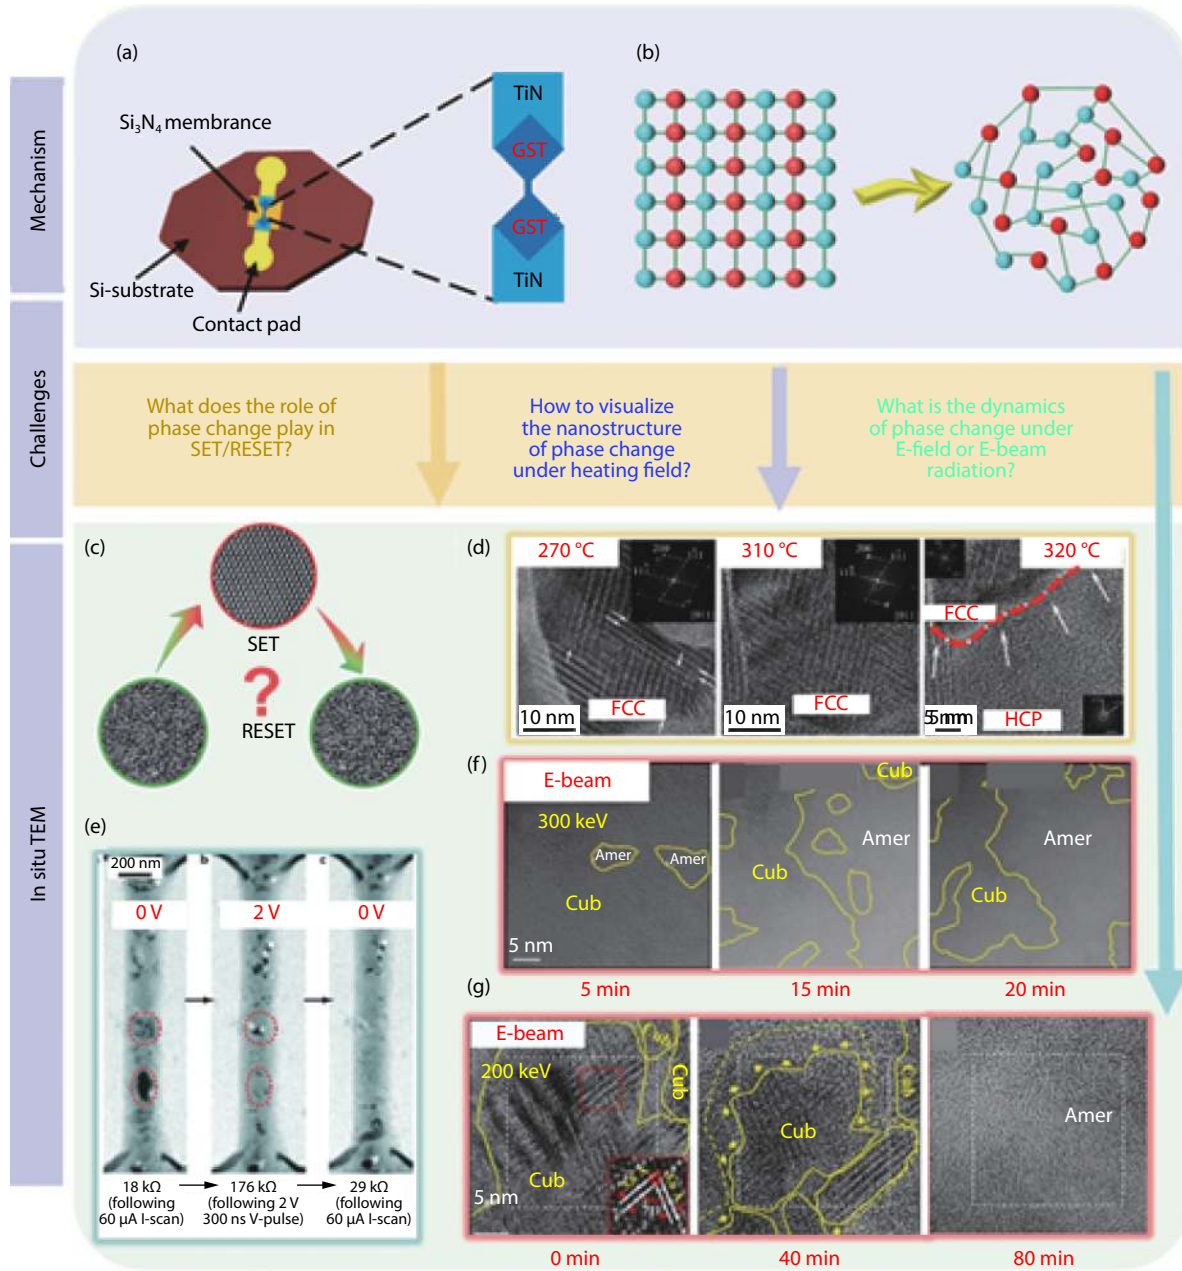 Mechanism
(a)
Si3N4 membrance
Si-substrate
Contact pad
TiN
GST
GST
TiN
(b)
Challenges
What does the role of
phase change play in
SET/RESET?
How to visualize
the nanostructure
of phase change
under heating field?
What is the dynamics
of phase change under
E-field or E-beam
radiation?
In situ TEM
(c)
SET
?
RESET
(d)
270 °C
FCC
10 nm
310 °C
FCC
10 nm
320 °C
FCC
HCP
5 nm
(e)
200 nm
b
c
0 V
2 V
0 V
18 kΩ
(following
60 µA I-scan)
176 kΩ
(following 2 V
300 ns V-pulse)
29 kΩ
(following
60 µA I-scan)
(f)
E-beam
300 keV
Amer
Amer
Cub
5 nm
Cub
Amer
Cub
Amer
Cub
5 min
15 min
20 min
(g)
E-beam
200 keV
Cub
Cub
Cub
5 nm
Cub
Cub
Amer
0 min
40 min
80 min